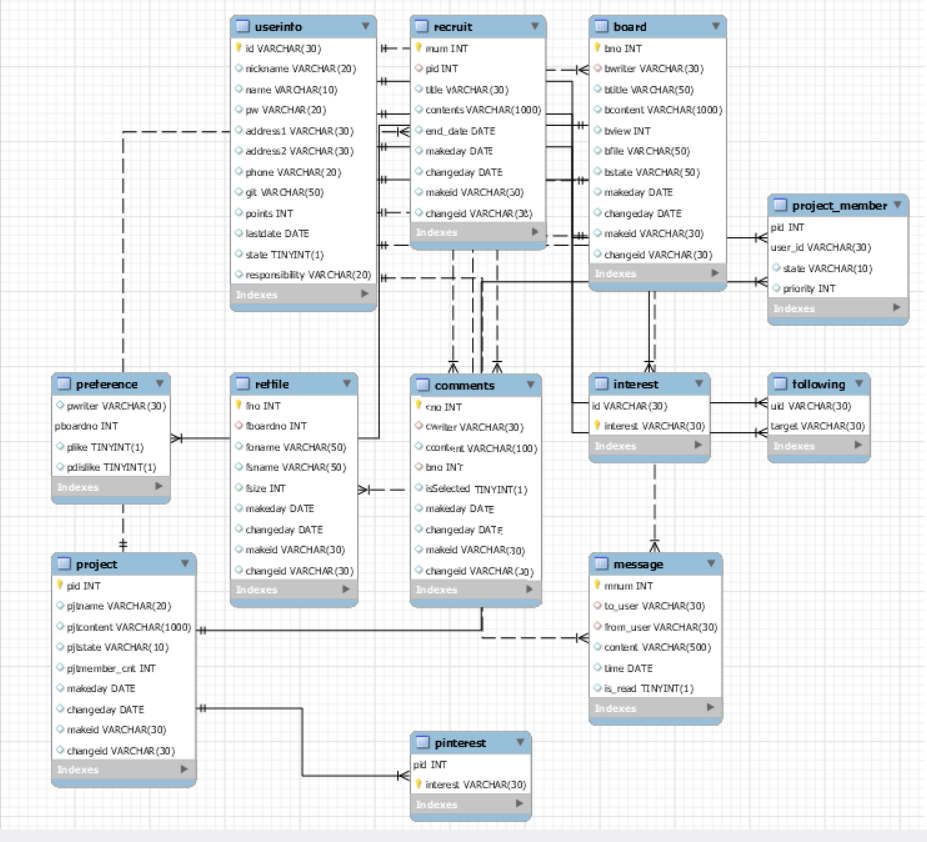 userinfo
id VARCHAR(30)
nickname VARCHAR(20)
name VARCHAR(10)
pw VARCHAR(20)
address1 VARCHAR(30)
address2 VARCHAR(30)
phone VARCHAR(20)
git VARCHAR(50)
points INT
lastdate DATE
state TINYINT(1)
responsibility VARCHAR(20)
Indexes
recruit
rnum INT
pid INT
title VARCHAR(30)
contents VARCHAR(1000)
end_date DATE
makeday DATE
changeday DATE
makeid VARCHAR(30)
changeid VARCHAR(30)
Indexes
board
bno INT
bwriter VARCHAR(30)
btitle VARCHAR(50)
bcontent VARCHAR(1000)
bview INT
bfile VARCHAR(50)
bstate VARCHAR(50)
makeday DATE
changeday DATE
makeid VARCHAR(30)
changeid VARCHAR(30)
Indexes
project_member
pid INT
user_id VARCHAR(30)
state VARCHAR(10)
priority INT
Indexes
preference
pwriter VARCHAR(30)
pboardno INT
plike TINYINT(1)
pdislike TINYINT(1)
Indexes
reffile
fno INT
fboardno INT
foname VARCHAR(50)
fsname VARCHAR(50)
fsize INT
makeday DATE
changeday DATE
makeid VARCHAR(30)
changeid VARCHAR(30)
Indexes
comments
cno INT
cwriter VARCHAR(30)
ccontent VARCHAR(100)
bno INT
isSelected TINYINT(1)
makeday DATE
changeday DATE
makeid VARCHAR(30)
changeid VARCHAR(30)
Indexes
interest
id VARCHAR(30)
interest VARCHAR(30)
Indexes
following
uid VARCHAR(30)
target VARCHAR(30)
Indexes
project
pid INT
pjtname VARCHAR(20)
pjtcontent VARCHAR(1000)
pjtstate VARCHAR(10)
pjtmember_cnt INT
makeday DATE
changeday DATE
makeid VARCHAR(30)
changeid VARCHAR(30)
Indexes
message
mnum INT
to_user VARCHAR(30)
from_user VARCHAR(30)
content VARCHAR(500)
time DATE
is_read TINYINT(1)
Indexes
pinterest
pid INT
interest VARCHAR(30)
Indexes